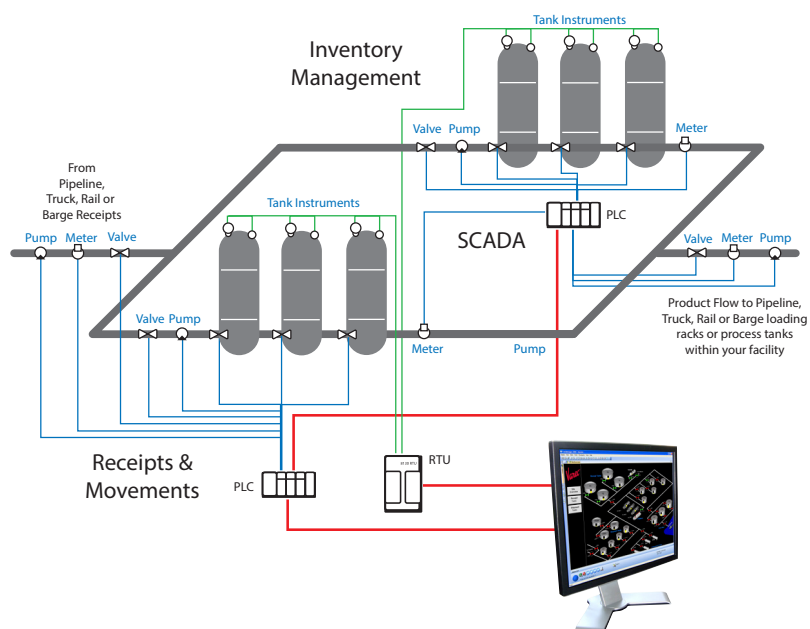 Tank Instruments
Inventory
Management
Valve
Pump
Meter
From
Pipeline,
Truck, Rail or
Barge Receipts
Tank Instruments
PLC
SCADA
Pump
Meter
Valve
Valve
Meter
Pump
Product Flow to Pipeline,
Truck, Rail or Barge loading
racks or process tanks
within your facility
Valve
Pump
Meter
Pump
Receipts &
Movements
PLC
RTU